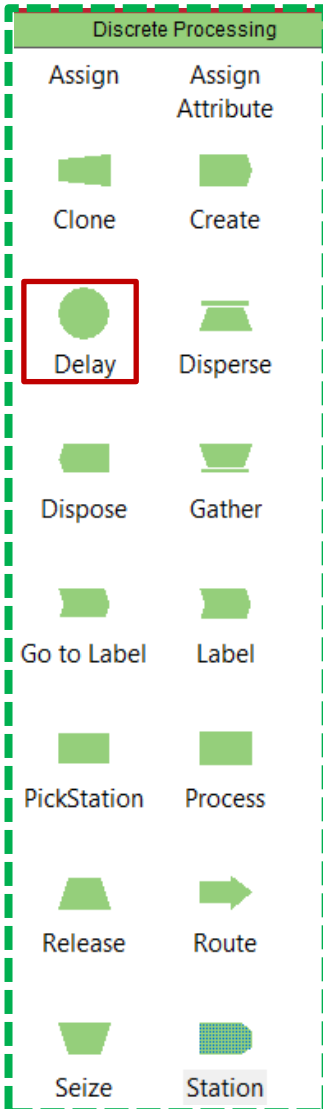 Discrete Processing
Assign Assign
Attribute
Clone Create
Delay Disperse
Dispose Gather
Go to Label Label
PickStation Process
Release Route
Seize Station